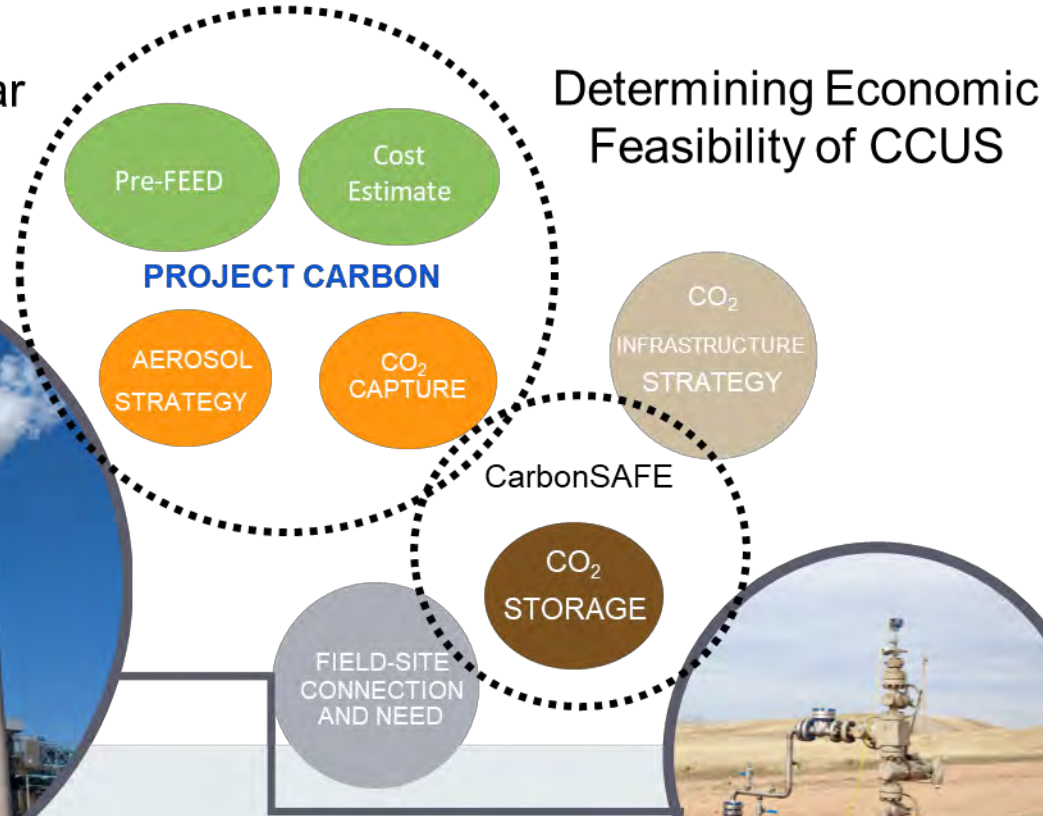 ar
Determining Economic
Feasibility of CCUS
Pre-FEED
Cost
Estimate
PROJECT CARBON
AEROSOL
STRATEGY
CO₂
CAPTURE
CO₂
INFRASTRUCTURE
STRATEGY
CarbonSAFE
CO₂
STORAGE
FIELD-SITE
CONNECTION
AND NEED